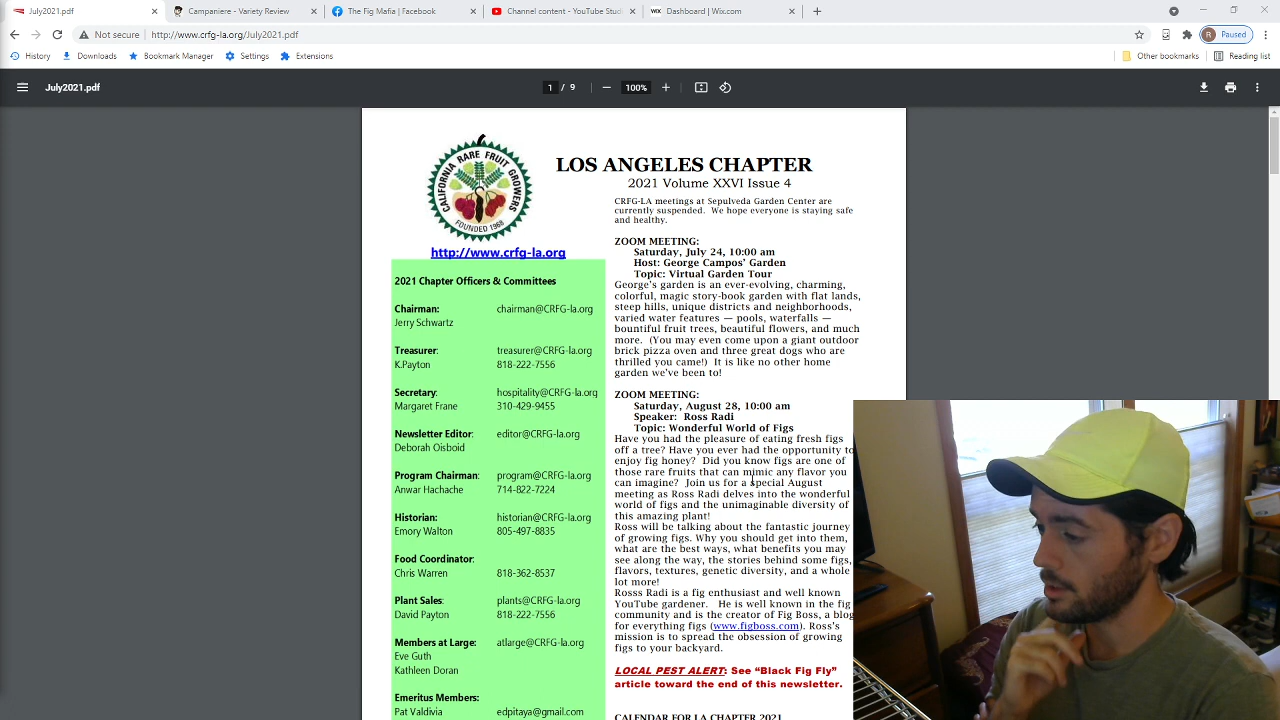 July2021.pdf
Campaniere - Variety Review
The Fig Mafia | Facebook
Channel content - YouTube Stud
WiX
Dashboard | Wix.com
Not secure
http://www.crfg-la.org/July2021.pdf
R
Paused
History
Downloads
Bookmark Manager
Settings
Extensions
Other bookmarks
Reading list
July2021.pdf
1 / 9
100%
CALIFORNIA RARE FRUIT GROWERS
FOUNDED 1968
http://www.crfg-la.org
2021 Chapter Officers & Committees
Chairman: chairman@CRFG-la.org
Jerry Schwartz
Treasurer: treasurer@CRFG-la.org
K.Payton 818-222-7556
Secretary: hospitality@CRFG-la.org
Margaret Frane 310-429-9455
Newsletter Editor: editor@CRFG-la.org
Deborah Oisboid
Program Chairman: program@CRFG-la.org
Anwar Hachache 714-822-7224
Historian: historian@CRFG-la.org
Emory Walton 805-497-8835
Food Coordinator:
Chris Warren 818-362-8537
Plant Sales: plants@CRFG-la.org
David Payton 818-222-7556
Members at Large: atlarge@CRFG-la.org
Eve Guth
Kathleen Doran
Emeritus Members:
Pat Valdivia edpitaya@gmail.com
LOS ANGELES CHAPTER
2021 Volume XXVI Issue 4
CRFG-LA meetings at Sepulveda Garden Center are
currently suspended. We hope everyone is staying safe
and healthy.
ZOOM MEETING:
Saturday, July 24, 10:00 am
Host: George Campos' Garden
Topic: Virtual Garden Tour
George's garden is an ever-evolving, charming,
colorful, magic story-book garden with flat lands,
steep hills, unique districts and neighborhoods,
varied water features — pools, waterfalls —
bountiful fruit trees, beautiful flowers, and much
more. (You may even come upon a giant outdoor
brick pizza oven and three great dogs who are
thrilled you came!) It is like no other home
garden we've been to!
ZOOM MEETING:
Saturday, August 28, 10:00 am
Speaker: Ross Radi
Topic: Wonderful World of Figs
Have you had the pleasure of eating fresh figs
off a tree? Have you ever had the opportunity to
enjoy fig honey? Did you know figs are one of
those rare fruits that can mimic any flavor you
can imagine? Join us for a special August
meeting as Ross Radi delves into the wonderful
world of figs and the unimaginable diversity of
this amazing plant!
Ross will be talking about the fantastic journey
of growing figs. Why you should get into them,
what are the best ways, what benefits you may
see along the way, the stories behind some figs,
flavors, textures, genetic diversity, and a whole
lot more!
Rosss Radi is a fig enthusiast and well known
YouTube gardener. He is well known in the fig
community and is the creator of Fig Boss, a blog
for everything figs (www.figboss.com). Ross's
mission is to spread the obsession of growing
figs to your backyard.
LOCAL PEST ALERT: See "Black Fig Fly"
article toward the end of this newsletter.
CALENDAR FOR LA CHAPTER 2021